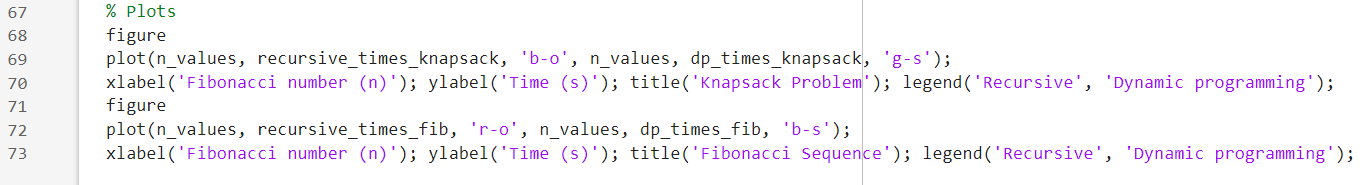 67 % Plots
68 figure
69 plot(n_values, recursive_times_knapsack, 'b-o', n_values, dp_times_knapsack, 'g-s');
70 xlabel('Fibonacci number (n)'); ylabel('Time (s)'); title('Knapsack Problem'); legend('Recursive', 'Dynamic programming');
71 figure
72 plot(n_values, recursive_times_fib, 'r-o', n_values, dp_times_fib, 'b-s');
73 xlabel('Fibonacci number (n)'); ylabel('Time (s)'); title('Fibonacci Sequence'); legend('Recursive', 'Dynamic programming');